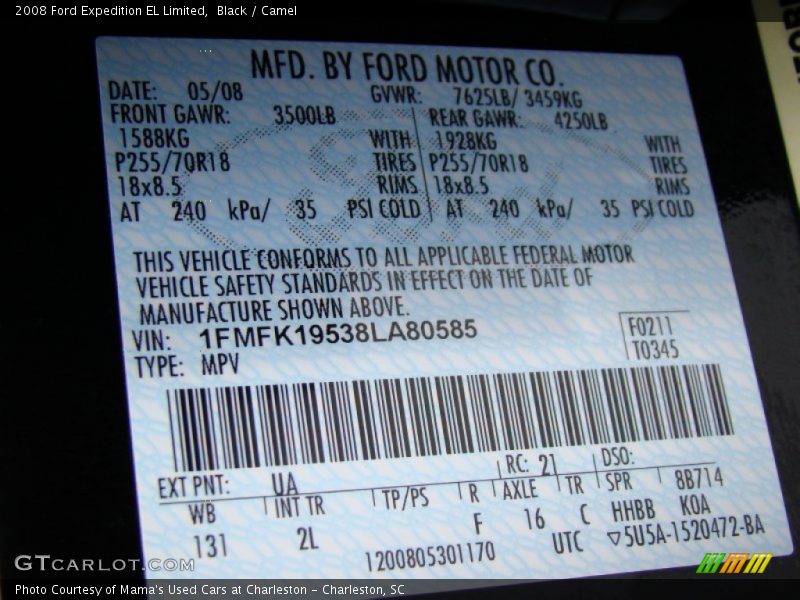 2008 Ford Expedition EL Limited, Black / Camel
MFD. BY FORD MOTOR CO.
DATE: 05/08 GVWR: 7625LB/ 3459KG
FRONT GAWR: 3500LB REAR GAWR: 4250LB
1588KG WITH 1928KG WITH
P255/70R18 TIRES P255/70R18 TIRES
18x8.5 RIMS 18x8.5 RIMS
AT 240 kPa/ 35 PSI COLD AT 240 kPa/ 35 PSI COLD
THIS VEHICLE CONFORMS TO ALL APPLICABLE FEDERAL MOTOR
VEHICLE SAFETY STANDARDS IN EFFECT ON THE DATE OF
MANUFACTURE SHOWN ABOVE.
VIN: 1FMFK19538LA80585 F0211
TYPE: MPV T0345
EXT PNT: UA RC: 21 DSO:
WB INT TR TP/PS R AXLE TR SPR 8B714
131 2L F 16 C HHBB KOA
1200805301170 UTC ▽5U5A-1520472-BA
GTCARLOT.COM
Photo Courtesy of Mama's Used Cars at Charleston - Charleston, SC